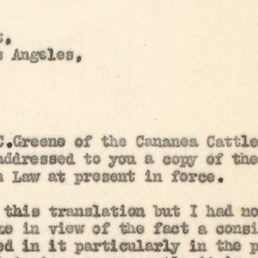 s Angeles,
C.Greene of the Cananea Cattle
addressed to you a copy of the
Law at present in force.
this translation but I had no
in view of the fact a consi
ed in it particularly in the p